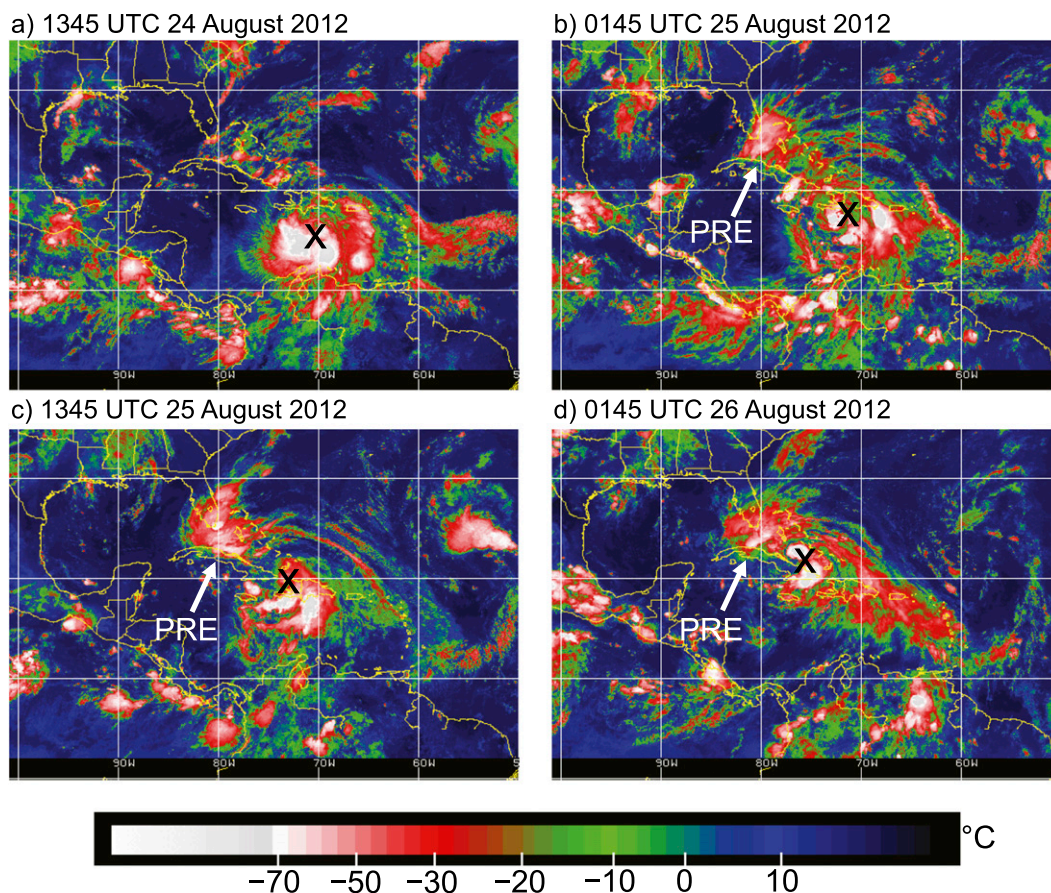 a) 1345 UTC 24 August 2012
b) 0145 UTC 25 August 2012
X
90W 70W 60W 5
PRE
X
90W 80W 70W 60W
c) 1345 UTC 25 August 2012
d) 0145 UTC 26 August 2012
PRE
X
90W 70W 60W
PRE
X
90W 80W 70W 60W
°C
−70 −50 −30 −20 −10 0 10